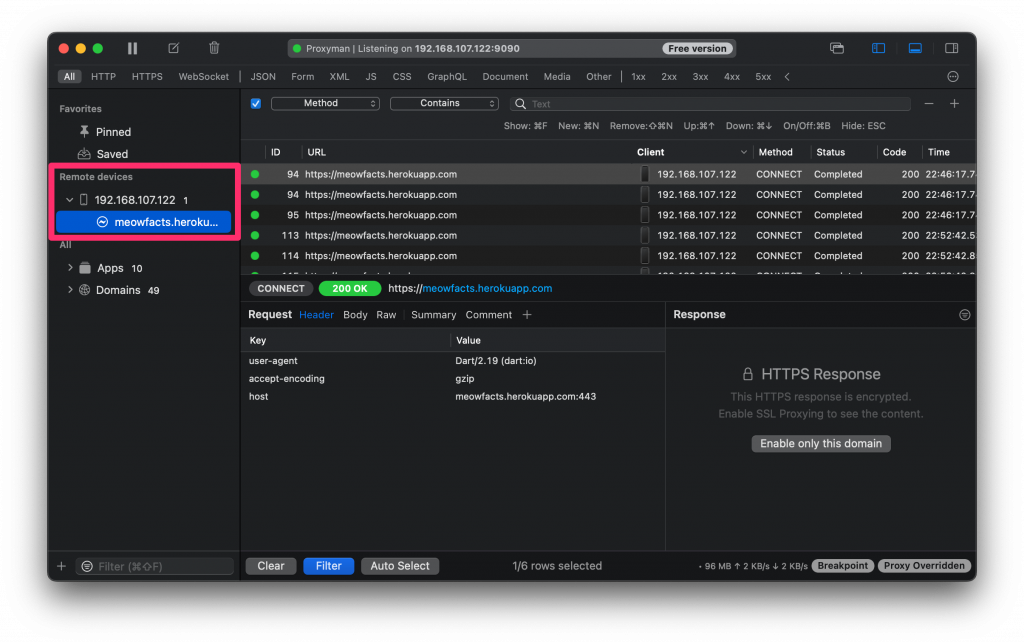 Proxyman | Listening on 192.168.107.122:9090 Free version
All HTTP HTTPS WebSocket JSON Form XML JS CSS GraphQL Document Media Other 1xx 2xx 3xx 4xx 5xx
Favorites
Pinned
Saved
Remote devices
192.168.107.122 1
meowfacts.heroku...
All
Apps 10
Domains 49
Method Contains Text
Show: ⌘F New: ⌘N Remove:⇧⌘N Up:⌘↑ Down: ⌘↓ On/Off:⌘B Hide: ESC
ID URL Client Method Status Code Time
94 https://meowfacts.herokuapp.com 192.168.107.122 CONNECT Completed 200 22:46:17.7
94 https://meowfacts.herokuapp.com 192.168.107.122 CONNECT Completed 200 22:46:17.7
95 https://meowfacts.herokuapp.com 192.168.107.122 CONNECT Completed 200 22:46:17.7
113 https://meowfacts.herokuapp.com 192.168.107.122 CONNECT Completed 200 22:52:42.5
114 https://meowfacts.herokuapp.com 192.168.107.122 CONNECT Completed 200 22:52:42.8
CONNECT 200 OK https://meowfacts.herokuapp.com
Request Header Body Raw Summary Comment +
Response
Key Value
user-agent Dart/2.19 (dart:io)
accept-encoding gzip
host meowfacts.herokuapp.com:443
HTTPS Response
This HTTPS response is encrypted.
Enable SSL Proxying to see the content.
Enable only this domain
Filter (⌘⇧F)
Clear Filter Auto Select 1/6 rows selected • 96 MB ↑ 2 KB/s ↓ 2 KB/s Breakpoint Proxy Overridden